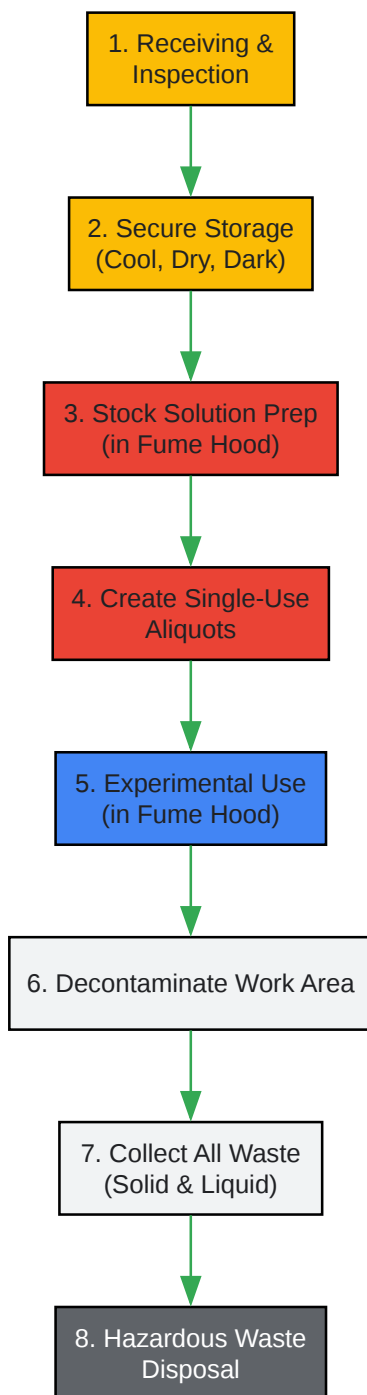 1. Receiving &
Inspection
2. Secure Storage
(Cool, Dry, Dark)
3. Stock Solution Prep
(in Fume Hood)
4. Create Single-Use
Aliquots
5. Experimental Use
(in Fume Hood)
6. Decontaminate Work Area
7. Collect All Waste
(Solid & Liquid)
8. Hazardous Waste
Disposal